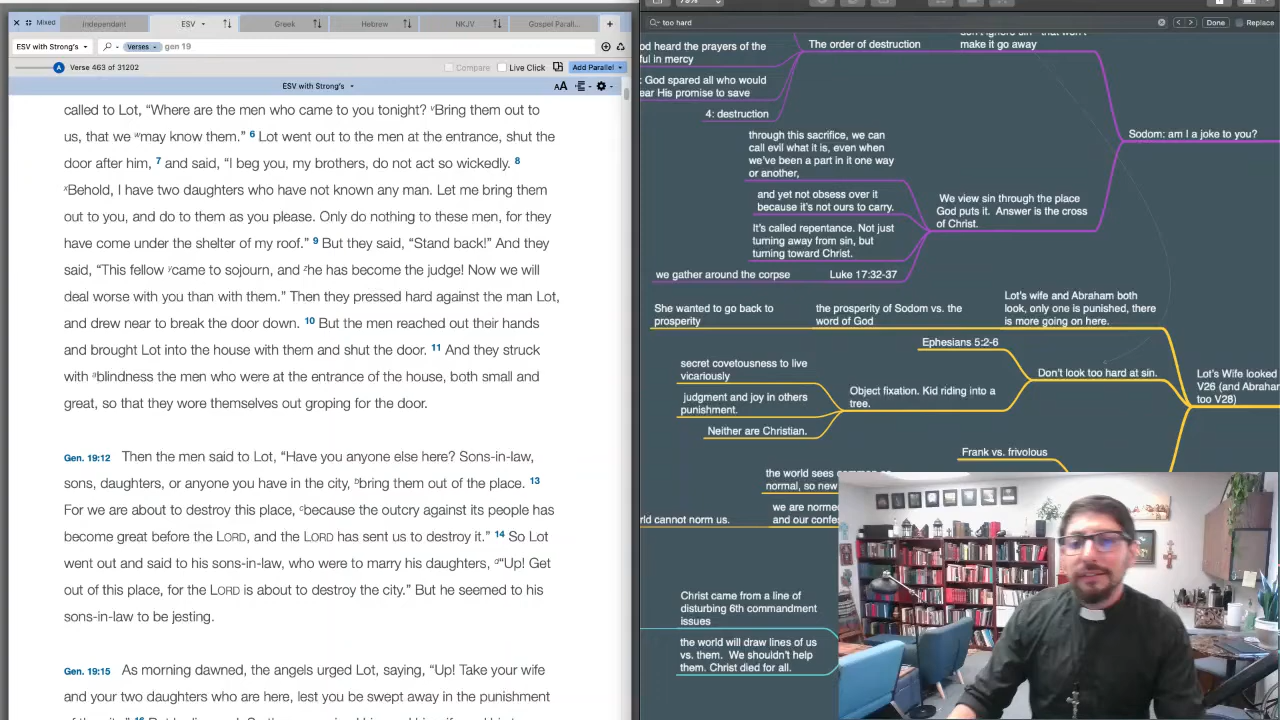 Mixed
Independent
ESV
Greek
Hebrew
NKJV
Gospel Parall...
+
ESV with Strong's
Verses
gen 19
A Verse 463 of 31202
Compare
Live Click
Add Parallel
ESV with Strong's
AA
called to Lot, “Where are the men who came to you tonight? vBring them out to
us, that we wmay know them.” 6 Lot went out to the men at the entrance, shut the
door after him, 7 and said, “I beg you, my brothers, do not act so wickedly. 8
xBehold, I have two daughters who have not known any man. Let me bring them
out to you, and do to them as you please. Only do nothing to these men, for they
have come under the shelter of my roof.” 9 But they said, “Stand back!” And they
said, “This fellow ycame to sojourn, and zhe has become the judge! Now we will
deal worse with you than with them.” Then they pressed hard against the man Lot,
and drew near to break the door down. 10 But the men reached out their hands
and brought Lot into the house with them and shut the door. 11 And they struck
with ablindness the men who were at the entrance of the house, both small and
great, so that they wore themselves out groping for the door.
Gen. 19:12 Then the men said to Lot, “Have you anyone else here? Sons-in-law,
sons, daughters, or anyone you have in the city, bbring them out of the place. 13
For we are about to destroy this place, cbecause the outcry against its people has
become great before the LORD, and the LORD has sent us to destroy it.” 14 So Lot
went out and said to his sons-in-law, who were to marry his daughters, d“Up! Get
out of this place, for the LORD is about to destroy the city.” But he seemed to his
sons-in-law to be jesting.
Gen. 19:15 As morning dawned, the angels urged Lot, saying, “Up! Take your wife
and your two daughters who are here, lest you be swept away in the punishment
too hard
Done
Replace
od heard the prayers of the
ful in mercy
The order of destruction
don't ignore sin
make it go away
: God spared all who would
ear His promise to save
4: destruction
Sodom: am I a joke to you?
through this sacrifice, we can
call evil what it is, even when
we've been a part in it one way
or another,
and yet not obsess over it
because it's not ours to carry.
We view sin through the place
God puts it. Answer is the cross
of Christ.
It's called repentance. Not just
turning away from sin, but
turning toward Christ.
we gather around the corpse
Luke 17:32-37
Lot's wife and Abraham both
look, only one is punished, there
is more going on here.
She wanted to go back to
prosperity
the prosperity of Sodom vs. the
word of God
Ephesians 5:2-6
secret covetousness to live
vicariously
Don't look too hard at sin.
Lot's Wife looked
V26 (and Abraham
too V28)
judgment and joy in others
punishment.
Object fixation. Kid riding into a
tree.
Neither are Christian.
Frank vs. frivolous
the world sees common as
normal, so new
we are normed
and our confe
rld cannot norm us.
Christ came from a line of
disturbing 6th commandment
issues
the world will draw lines of us
vs. them. We shouldn't help
them. Christ died for all.